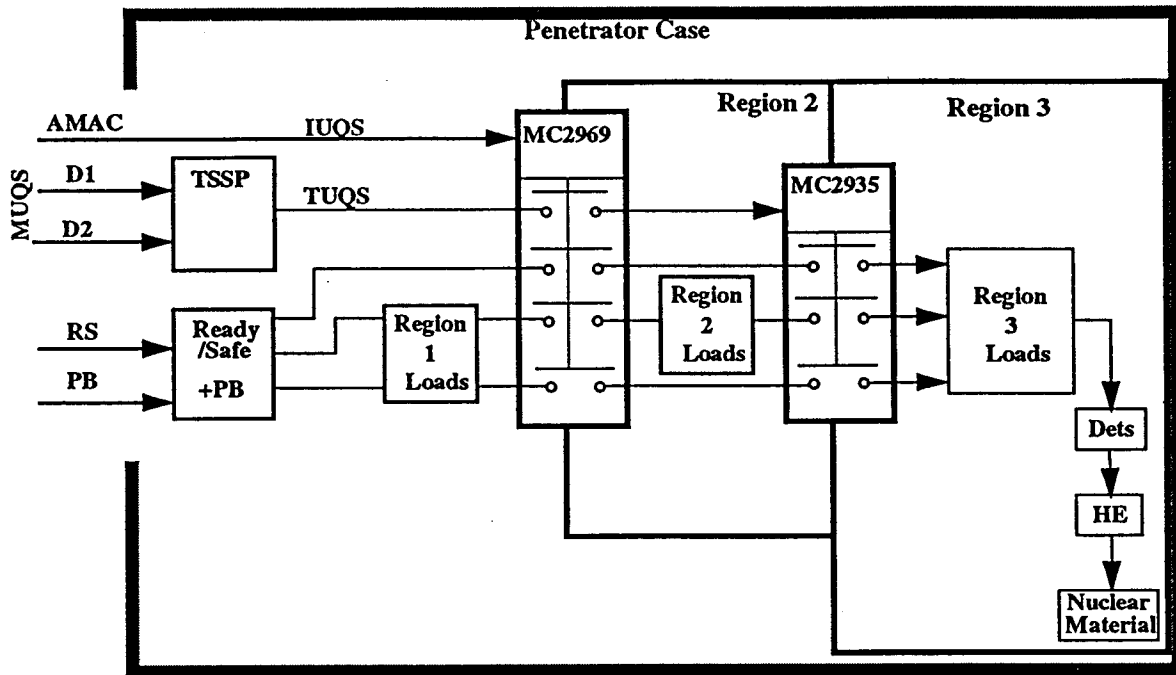 Penetrator Case
Region 2
Region 3
AMAC
IUQS
MC2969
MUQS
D1
D2
TSSP
TUQS
MC2935
RS
PB
Ready
/Safe
+PB
Region
1
Loads
Region
2
Loads
Region
3
Loads
Dets
HE
Nuclear
Material